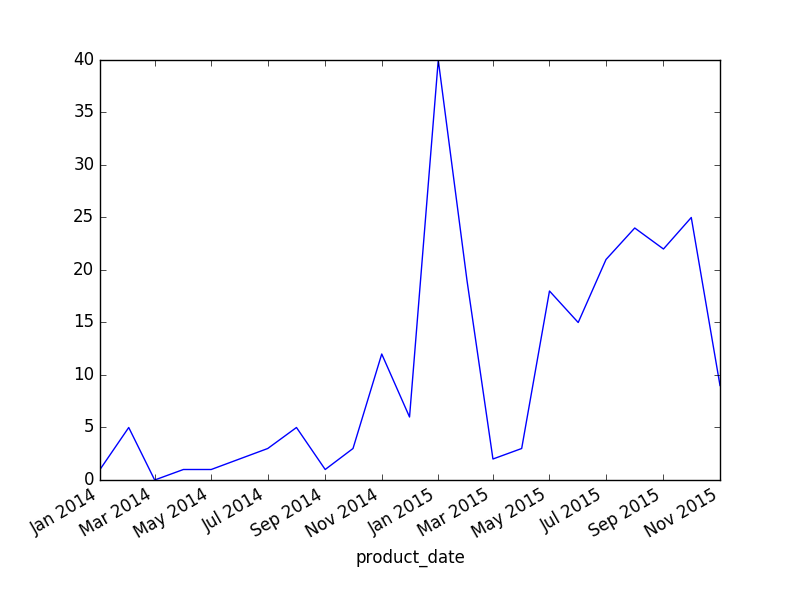 40
35
30
25
20
15
10
5
0
Jan 2014
Mar 2014
May 2014
Jul 2014
Sep 2014
Nov 2014
Jan 2015
Mar 2015
May 2015
Jul 2015
Sep 2015
Nov 2015
product_date